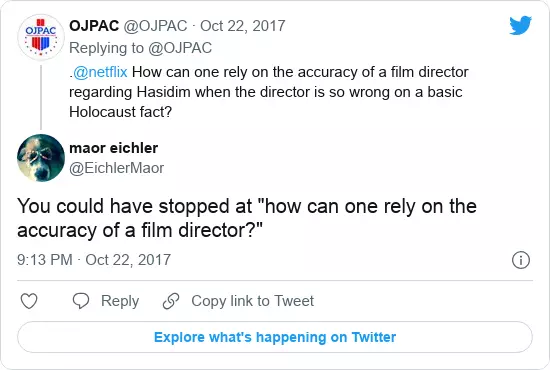 OJPAC @OJPAC · Oct 22, 2017
Replying to @OJPAC
.@netflix How can one rely on the accuracy of a film director
regarding Hasidim when the director is so wrong on a basic
Holocaust fact?
maor eichler
@EichlerMaor
You could have stopped at "how can one rely on the
accuracy of a film director?"
9:13 PM · Oct 22, 2017
Reply
Copy link to Tweet
Explore what's happening on Twitter
OJPAC